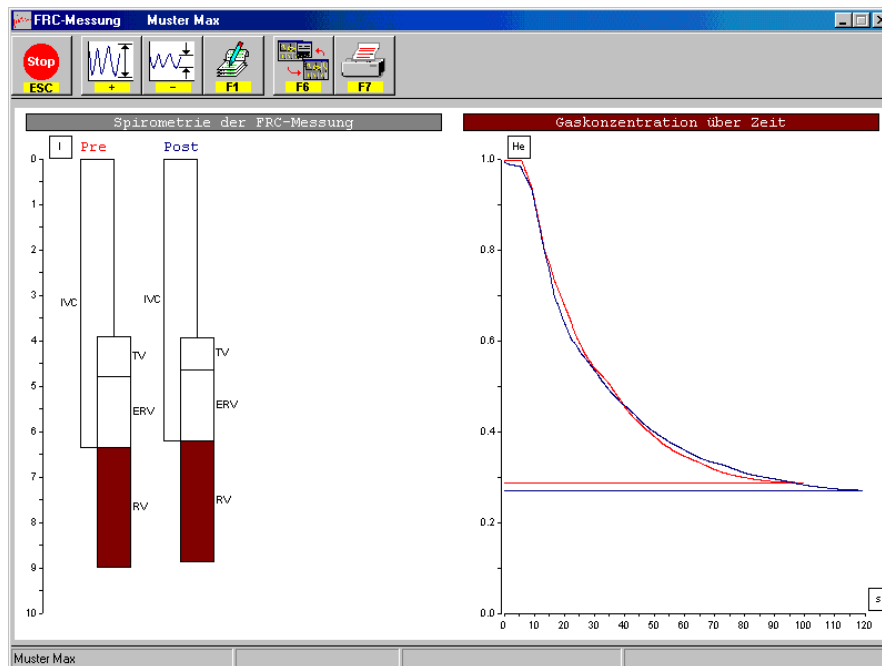 FRC-Messung Muster Max
Stop
ESC + − F1 F6 F7
Spirometrie der FRC-Messung
l Pre Post
0
1
2
3
4
5
6
7
8
9
10
IVC IVC
TV TV
ERV ERV
RV RV
Gaskonzentration über Zeit
He
1.0
0.8
0.6
0.4
0.2
0.0
s
0 10 20 30 40 50 60 70 80 90 100 110 120
Muster Max